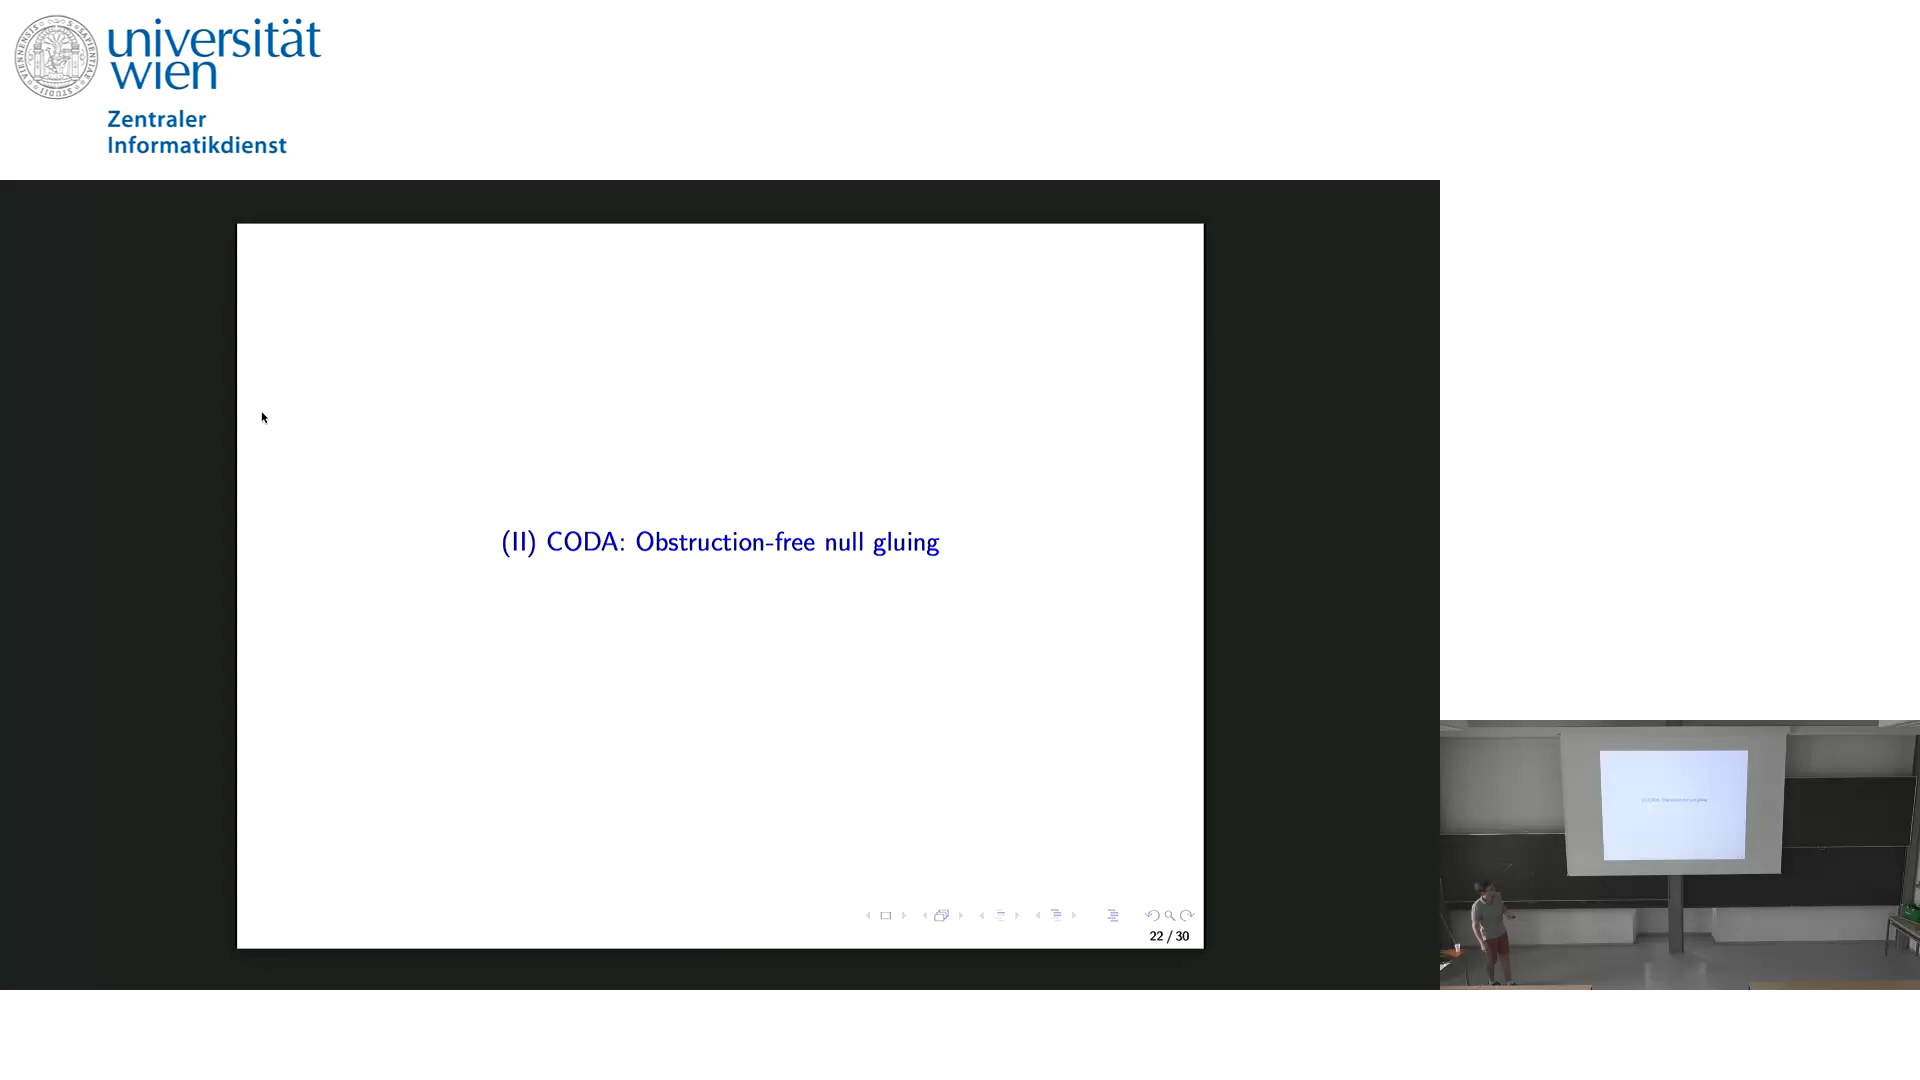 universität
wien
Zentraler
Informatikdienst
(II) CODA: Obstruction-free null gluing
22 / 30